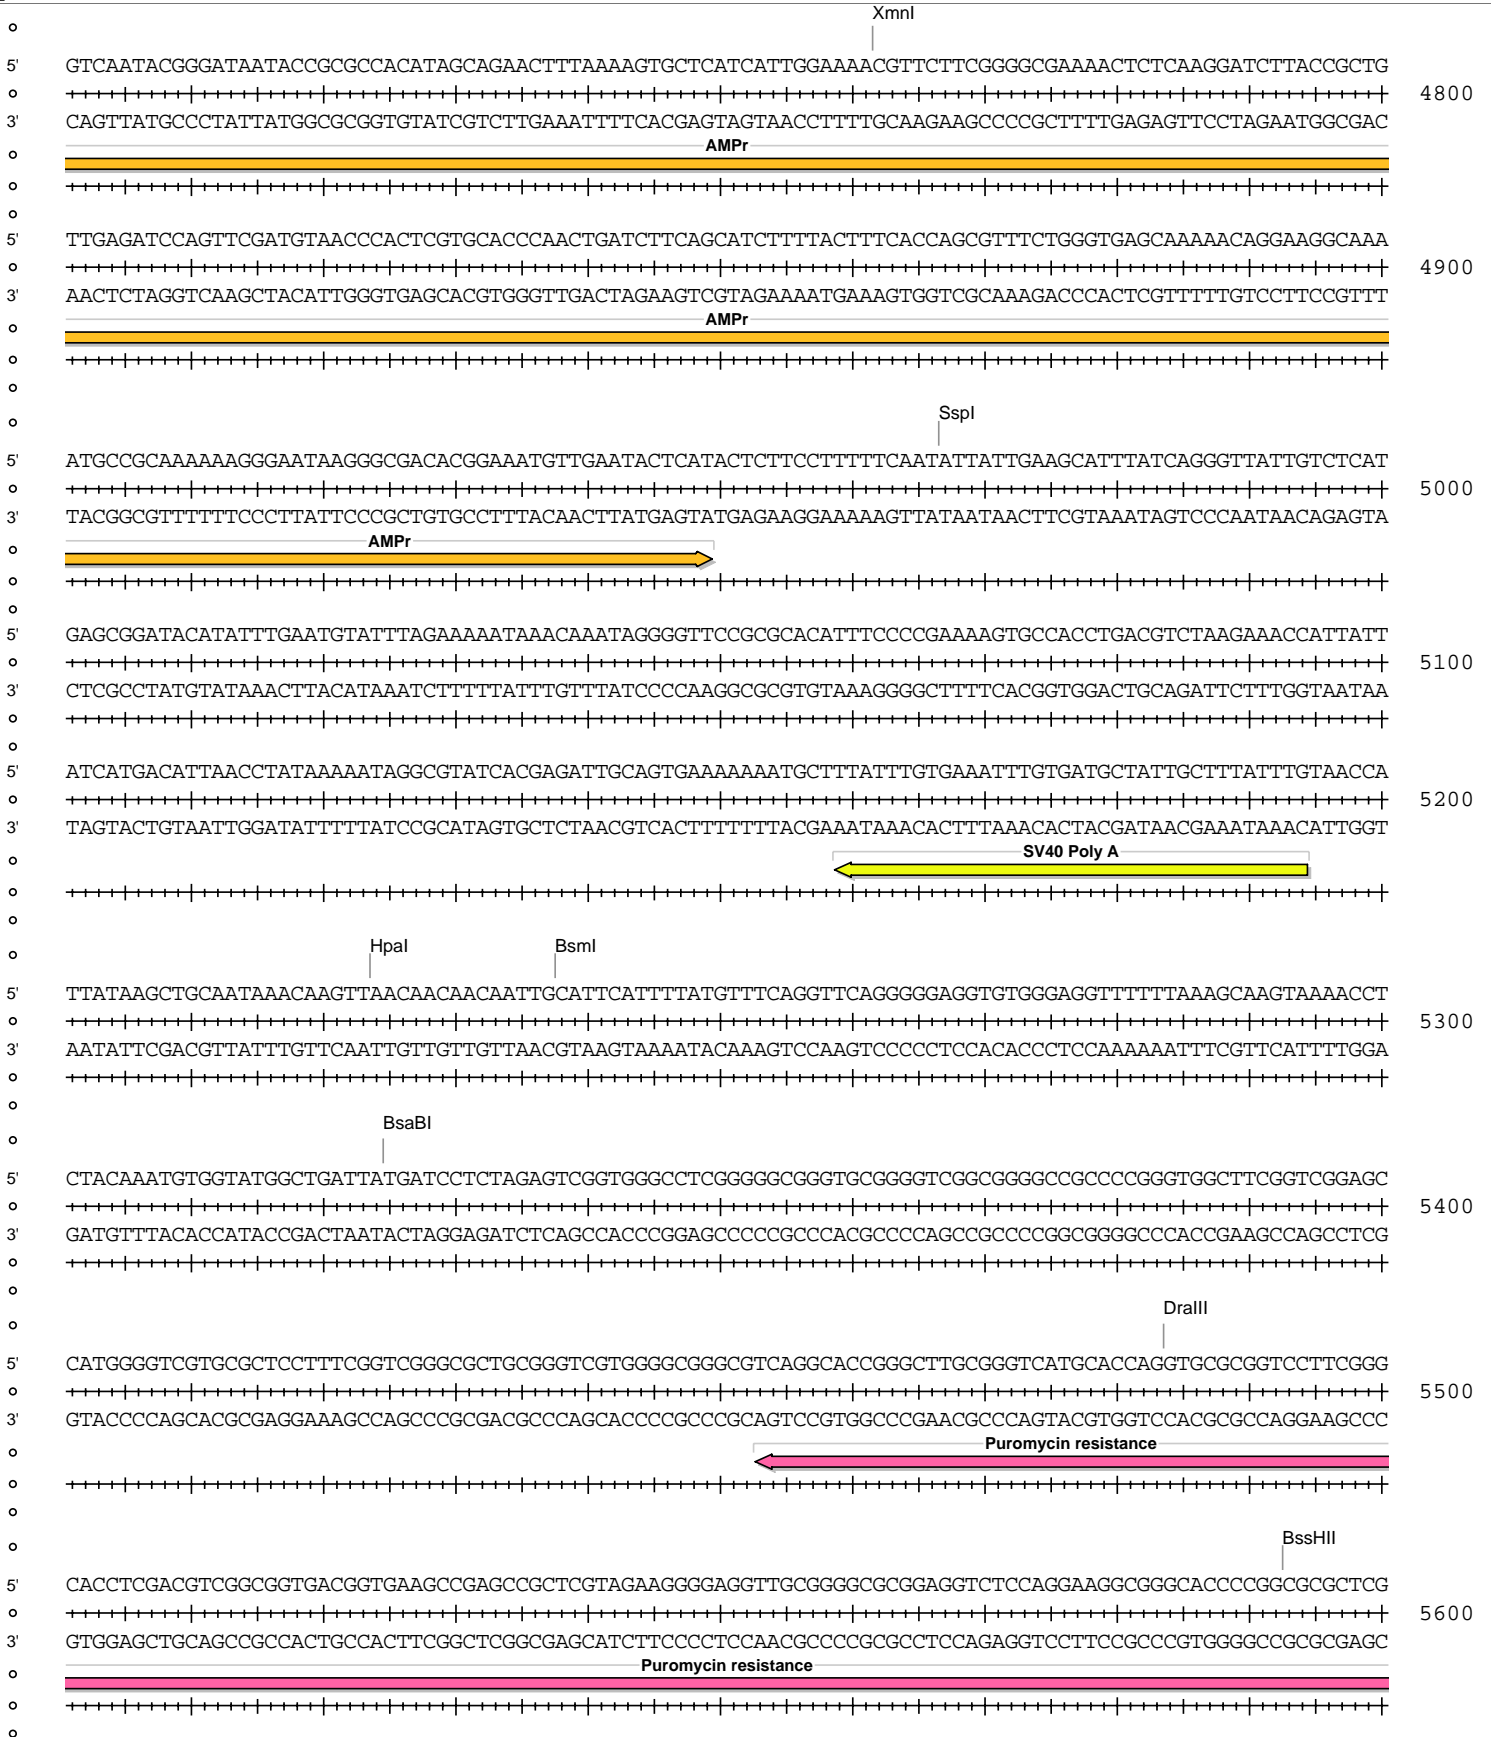 XmnI
5' GTCAATACGGGATAATACCGCGCCACATAGCAGAACTTTAAAAGTGCTCATCATTGGAAAACGTTCTTCGGGGCGAAAACTCTCAAGGATCTTACCGCTG
4800
3' CAGTTATGCCCTATTATGGCGCGGTGTATCGTCTTGAAATTTTCACGAGTAGTAACCTTTTGCAAGAAGCCCCGCTTTTGAGAGTTCCTAGAATGGCGAC
AMPr
5' TTGAGATCCAGTTCGATGTAACCCACTCGTGCACCCAACTGATCTTCAGCATCTTTTACTTTCACCAGCGTTTCTGGGTGAGCAAAAACAGGAAGGCAAA
4900
3' AACTCTAGGTCAAGCTACATTGGGTGAGCACGTGGGTTGACTAGAAGTCGTAGAAAATGAAAGTGGTCGCAAAGACCCACTCGTTTTTGTCCTTCCGTTT
AMPr
SspI
5' ATGCCGCAAAAAAGGGAATAAGGGCGACACGGAAATGTTGAATACTCATACTCTTCCTTTTTCAATATTATTGAAGCATTTATCAGGGTTATTGTCTCAT
5000
3' TACGGCGTTTTTTCCCTTATTCCCGCTGTGCCTTTACAACTTATGAGTATGAGAAGGAAAAAGTTATAATAACTTCGTAAATAGTCCCAATAACAGAGTA
AMPr
5' GAGCGGATACATATTTGAATGTATTTAGAAAAATAAACAAATAGGGGTTCCGCGCACATTTCCCCGAAAAGTGCCACCTGACGTCTAAGAAACCATTATT
5100
3' CTCGCCTATGTATAAACTTACATAAATCTTTTTATTTGTTTATCCCCAAGGCGCGTGTAAAGGGGCTTTTCACGGTGGACTGCAGATTCTTTGGTAATAA
5' ATCATGACATTAACCTATAAAAATAGGCGTATCACGAGATTGCAGTGAAAAAAATGCTTTATTTGTGAAATTTGTGATGCTATTGCTTTATTTGTAACCA
5200
3' TAGTACTGTAATTGGATATTTTTATCCGCATAGTGCTCTAACGTCACTTTTTTTACGAAATAAACACTTTAAACACTACGATAACGAAATAAACATTGGT
SV40 Poly A
HpaI BsmI
5' TTATAAGCTGCAATAAACAAGTTAACAACAACAATTGCATTCATTTTATGTTTCAGGTTCAGGGGGAGGTGTGGGAGGTTTTTTAAAGCAAGTAAAACCT
5300
3' AATATTCGACGTTATTTGTTCAATTGTTGTTGTTAACGTAAGTAAAATACAAAGTCCAAGTCCCCCTCCACACCCTCCAAAAAATTTCGTTCATTTTGGA
BsaBI
5' CTACAAATGTGGTATGGCTGATTATGATCCTCTAGAGTCGGTGGGCCTCGGGGGCGGGTGCGGGGTCGGCGGGGCCGCCCCGGGTGGCTTCGGTCGGAGC
5400
3' GATGTTTACACCATACCGACTAATACTAGGAGATCTCAGCCACCCGGAGCCCCCGCCCACGCCCCAGCCGCCCCGGCGGGGCCCACCGAAGCCAGCCTCG
DraIII
5' CATGGGGTCGTGCGCTCCTTTCGGTCGGGCGCTGCGGGTCGTGGGGCGGGCGTCAGGCACCGGGCTTGCGGGTCATGCACCAGGTGCGCGGTCCTTCGGG
5500
3' GTACCCCAGCACGCGAGGAAAGCCAGCCCGCGACGCCCAGCACCCCGCCCGCAGTCCGTGGCCCGAACGCCCAGTACGTGGTCCACGCGCCAGGAAGCCC
Puromycin resistance
BssHII
5' CACCTCGACGTCGGCGGTGACGGTGAAGCCGAGCCGCTCGTAGAAGGGGAGGTTGCGGGGCGCGGAGGTCTCCAGGAAGGCGGGCACCCCGGCGCGCTCG
5600
3' GTGGAGCTGCAGCCGCCACTGCCACTTCGGCTCGGCGAGCATCTTCCCCTCCAACGCCCCGCGCCTCCAGAGGTCCTTCCGCCCGTGGGGCCGCGCGAGC
Puromycin resistance